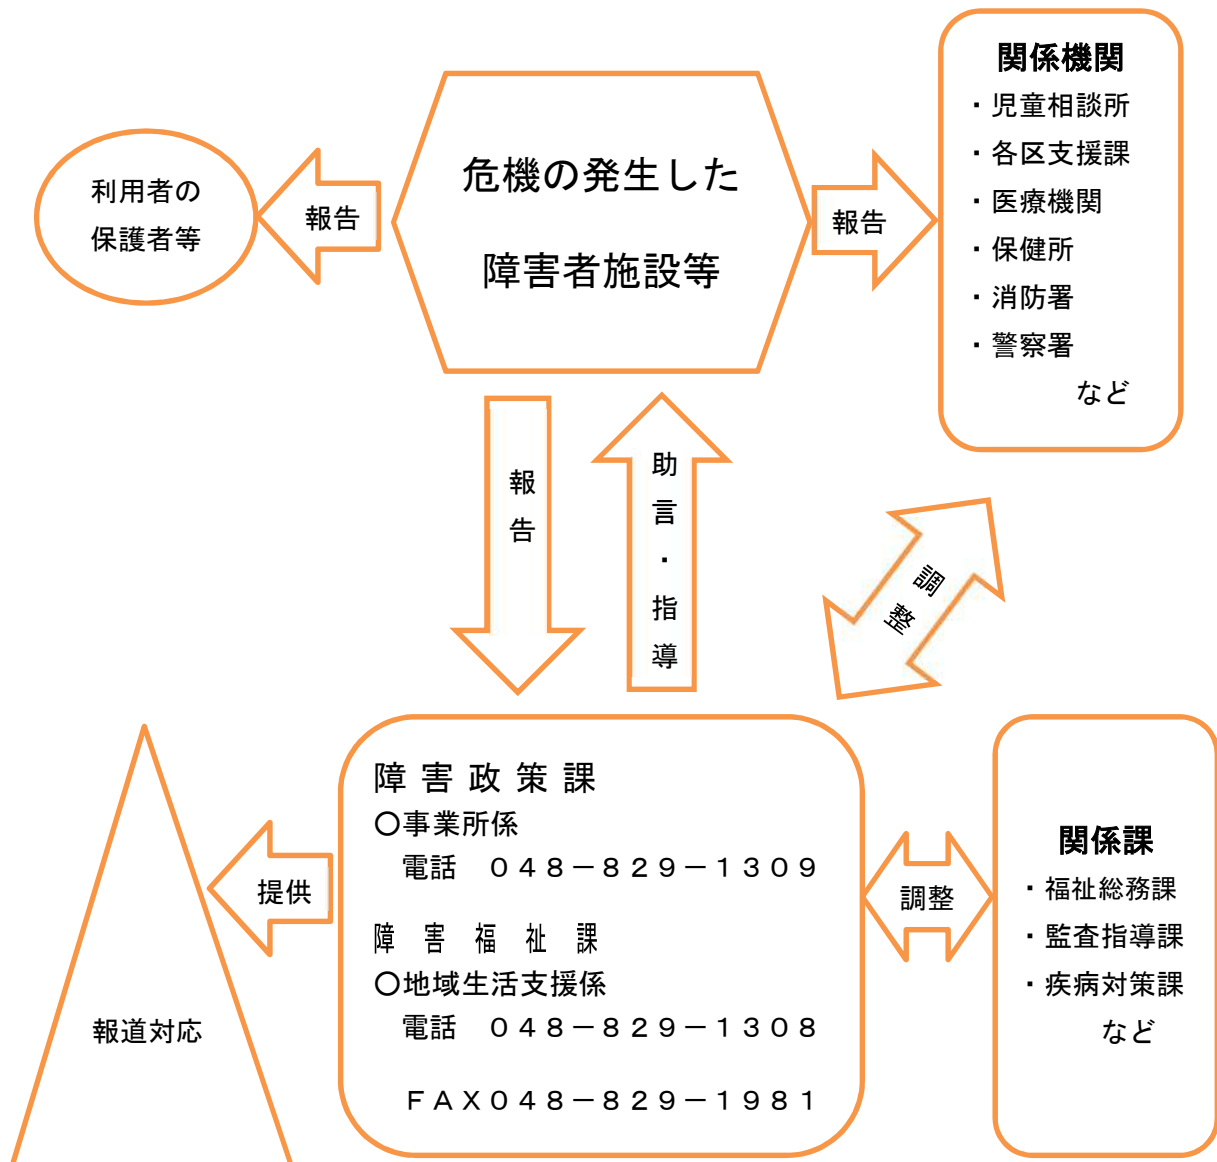 利用者の
保護者等
報告
危機の発生した
障害者施設等
報告
関係機関
・児童相談所
・各区支援課
・医療機関
・保健所
・消防署
・警察署
など
報告
助言・指導
調整
報道対応
提供
障害政策課
〇事業所係
電話　０４８－８２９－１３０９
障害福祉課
〇地域生活支援係
電話　０４８－８２９－１３０８
ＦＡＸ０４８－８２９－１９８１
調整
関係課
・福祉総務課
・監査指導課
・疾病対策課
など